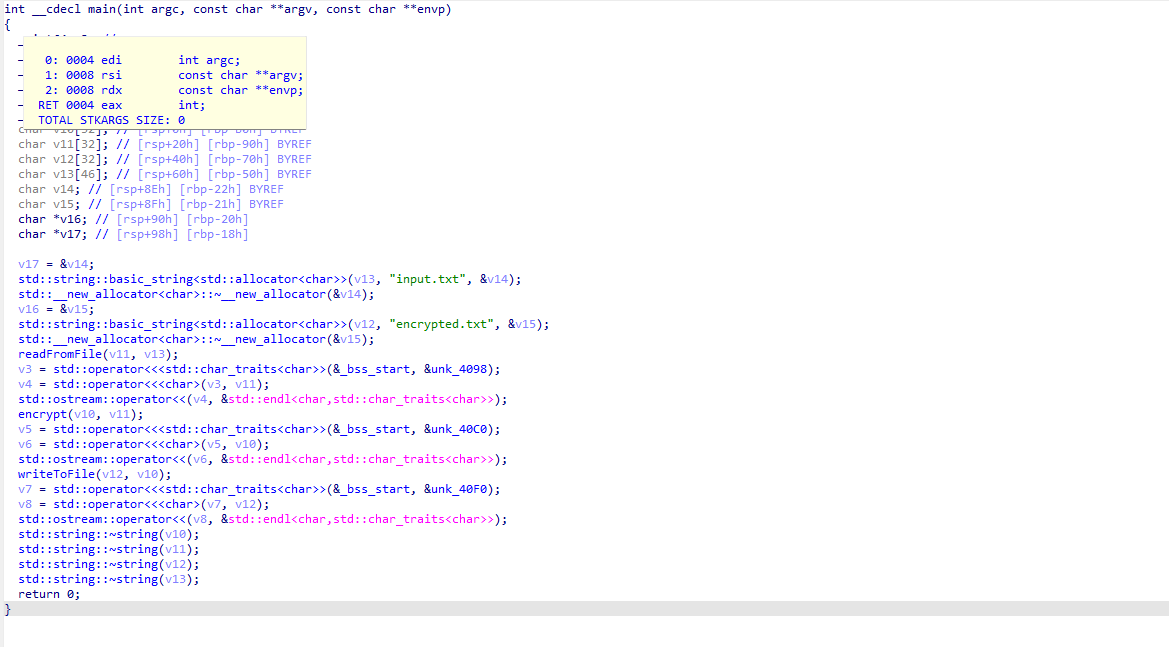 int __cdecl main(int argc, const char **argv, const char **envp)
{
0: 0004 edi        int argc;
1: 0008 rsi        const char **argv;
2: 0008 rdx        const char **envp;
RET 0004 eax        int;
TOTAL STKARGS SIZE: 0
char v10[32]; // [rsp+0h] [rbp-B0h] BYREF
char v11[32]; // [rsp+20h] [rbp-90h] BYREF
char v12[32]; // [rsp+40h] [rbp-70h] BYREF
char v13[46]; // [rsp+60h] [rbp-50h] BYREF
char v14; // [rsp+8Eh] [rbp-22h] BYREF
char v15; // [rsp+8Fh] [rbp-21h] BYREF
char *v16; // [rsp+90h] [rbp-20h]
char *v17; // [rsp+98h] [rbp-18h]
v17 = &v14;
std::string::basic_string<std::allocator<char>>(v13, "input.txt", &v14);
std::__new_allocator<char>::~__new_allocator(&v14);
v16 = &v15;
std::string::basic_string<std::allocator<char>>(v12, "encrypted.txt", &v15);
std::__new_allocator<char>::~__new_allocator(&v15);
readFromFile(v11, v13);
v3 = std::operator<<<std::char_traits<char>>(&_bss_start, &unk_4098);
v4 = std::operator<<<char>(v3, v11);
std::ostream::operator<<(v4, &std::endl<char,std::char_traits<char>>);
encrypt(v10, v11);
v5 = std::operator<<<std::char_traits<char>>(&_bss_start, &unk_40C0);
v6 = std::operator<<<char>(v5, v10);
std::ostream::operator<<(v6, &std::endl<char,std::char_traits<char>>);
writeToFile(v12, v10);
v7 = std::operator<<<std::char_traits<char>>(&_bss_start, &unk_40F0);
v8 = std::operator<<<char>(v7, v12);
std::ostream::operator<<(v8, &std::endl<char,std::char_traits<char>>);
std::string::~string(v10);
std::string::~string(v11);
std::string::~string(v12);
std::string::~string(v13);
return 0;
}